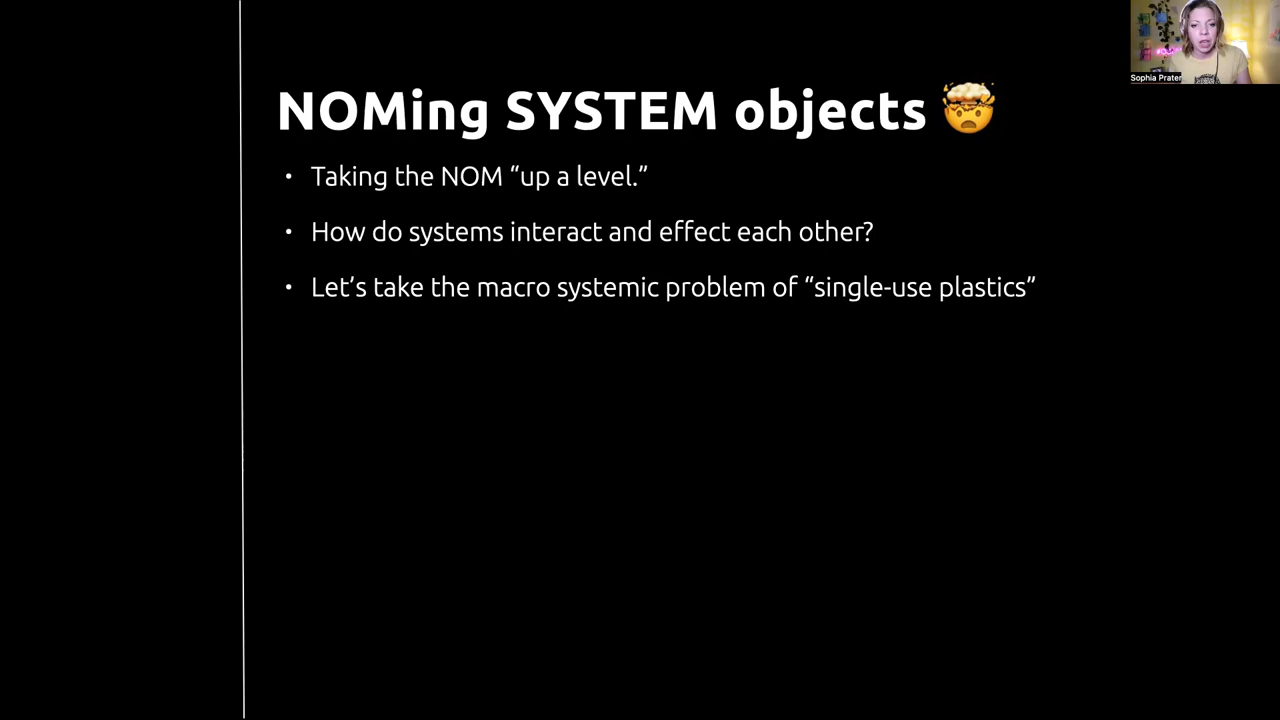 NOMing SYSTEM objects 🤯
• Taking the NOM “up a level.”
• How do systems interact and effect each other?
• Let’s take the macro systemic problem of “single-use plastics”
Sophia Prater